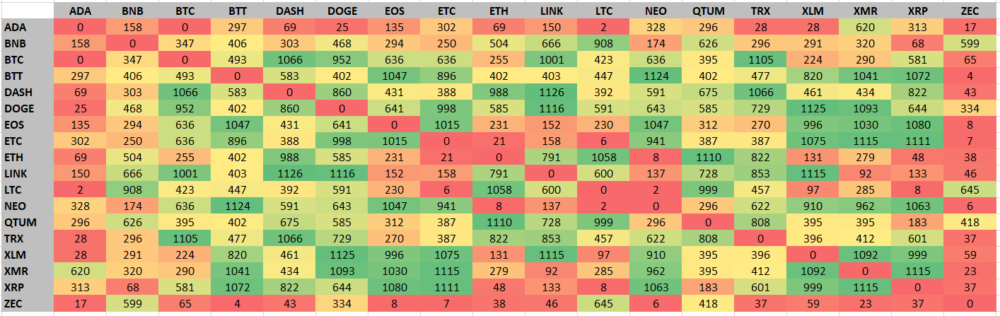 ADA BNB BTC BTT DASH DOGE EOS ETC ETH LINK LTC NEO QTUM TRX XLM XMR XRP ZEC
ADA 0 158 0 297 69 25 135 302 69 150 2 328 296 28 28 620 313 17
BNB 158 0 347 406 303 468 294 250 504 666 908 174 626 296 291 320 68 599
BTC 0 347 0 493 1066 952 636 636 255 1001 423 636 395 1105 224 290 581 65
BTT 297 406 493 0 583 402 1047 896 402 403 447 1124 402 477 820 1041 1072 4
DASH 69 303 1066 583 0 860 431 388 988 1126 392 591 675 1066 461 434 822 43
DOGE 25 468 952 402 860 0 641 998 585 1116 591 643 585 729 1125 1093 644 334
EOS 135 294 636 1047 431 641 0 1015 231 152 230 1047 312 270 996 1030 1080 8
ETC 302 250 636 896 388 998 1015 0 21 158 6 941 387 387 1075 1115 1111 7
ETH 69 504 255 402 988 585 231 21 0 791 1058 8 1110 822 131 279 48 38
LINK 150 666 1001 403 1126 1116 152 158 791 0 600 137 728 853 1115 92 133 46
LTC 2 908 423 447 392 591 230 6 1058 600 0 2 999 457 97 285 8 645
NEO 328 174 636 1124 591 643 1047 941 8 137 2 0 296 622 910 962 1063 6
QTUM 296 626 395 402 675 585 312 387 1110 728 999 296 0 808 395 395 183 418
TRX 28 296 1105 477 1066 729 270 387 822 853 457 622 808 0 396 412 601 37
XLM 28 291 224 820 461 1125 996 1075 131 1115 97 910 395 396 0 1092 999 59
XMR 620 320 290 1041 434 1093 1030 1115 279 92 285 962 395 412 1092 0 1115 23
XRP 313 68 581 1072 822 644 1080 1111 48 133 8 1063 183 601 999 1115 0 37
ZEC 17 599 65 4 43 334 8 7 38 46 645 6 418 37 59 23 37 0